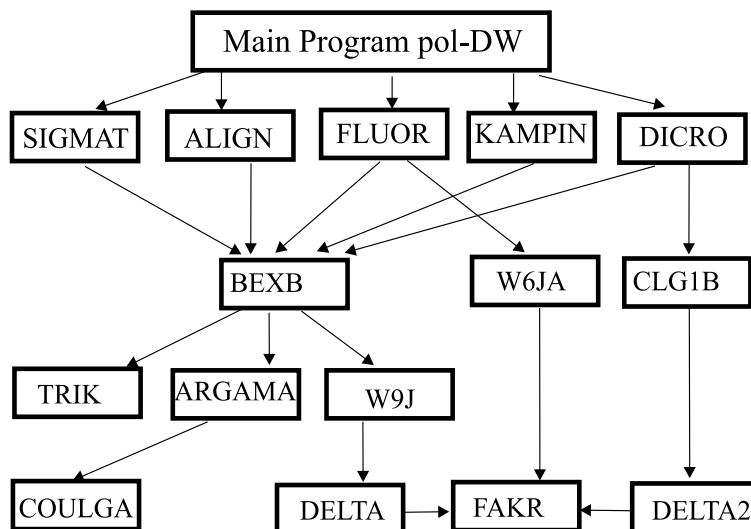 Main Program pol-DW
SIGMAT
ALIGN
FLUOR
KAMPIN
DICRO
BEXB
W6JA
CLG1B
TRIK
ARGAMA
W9J
COULGA
DELTA
FAKR
DELTA2